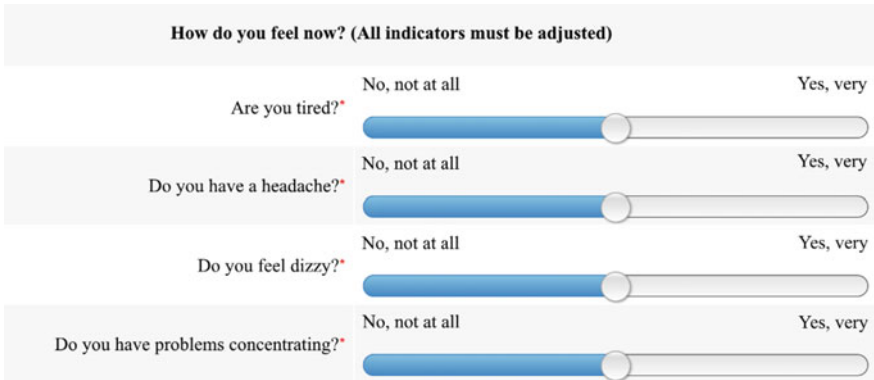 How do you feel now? (All indicators must be adjusted)
No, not at all Yes, very
Are you tired?*
No, not at all Yes, very
Do you have a headache?*
No, not at all Yes, very
Do you feel dizzy?*
No, not at all Yes, very
Do you have problems concentrating?*